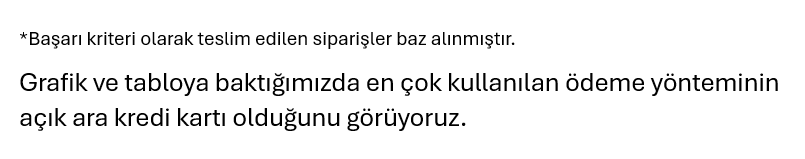 *Başarı kriteri olarak teslim edilen siparişler baz alınmıştır.
Grafik ve tabloya baktığımızda en çok kullanılan ödeme yönteminin
açık ara kredi kartı olduğunu görüyoruz.